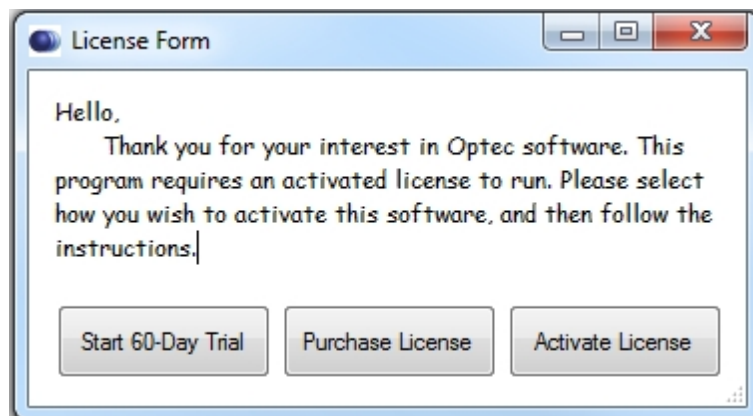 License Form
Hello,
Thank you for your interest in Optec software. This
program requires an activated license to run. Please select
how you wish to activate this software, and then follow the
instructions.
Start 60-Day Trial Purchase License Activate License